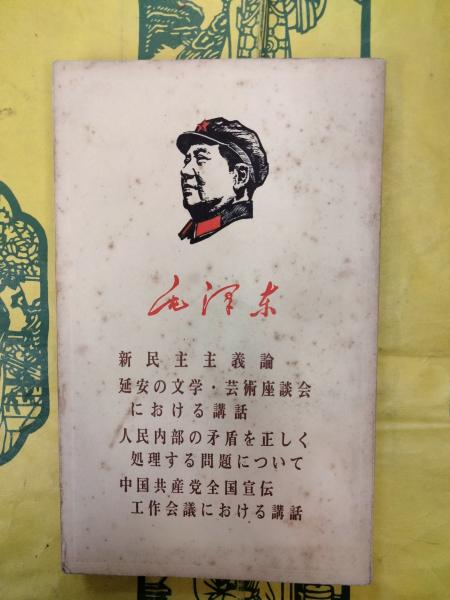 毛泽东
新民主主義論
延安の文学・芸術座談会
における講話
人民内部の矛盾を正しく
処理する問題について
中国共産党全国宣伝
工作会議における講話